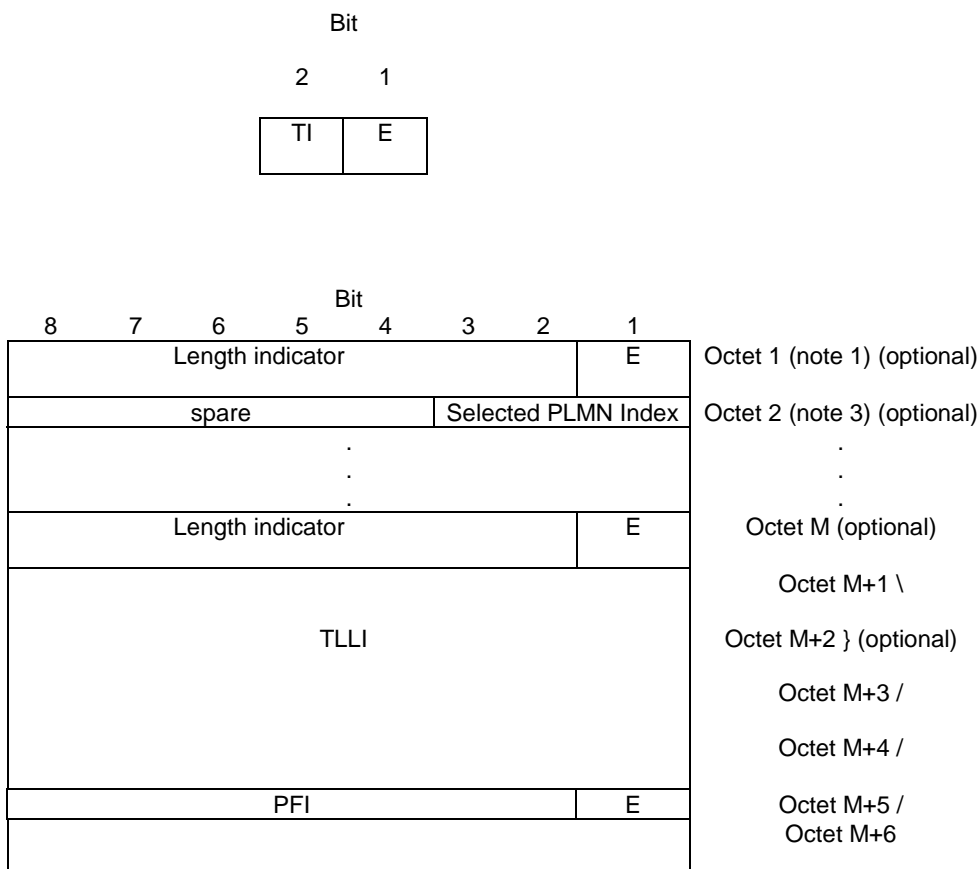 Bit
2 1
TI E
Bit
8 7 6 5 4 3 2 1
Length indicator E Octet 1 (note 1) (optional)
spare Selected PLMN Index Octet 2 (note 3) (optional)
. .
. .
. .
Length indicator E Octet M (optional)
Octet M+1 \
TLLI Octet M+2 } (optional)
Octet M+3 /
Octet M+4 /
PFI E Octet M+5 /
Octet M+6